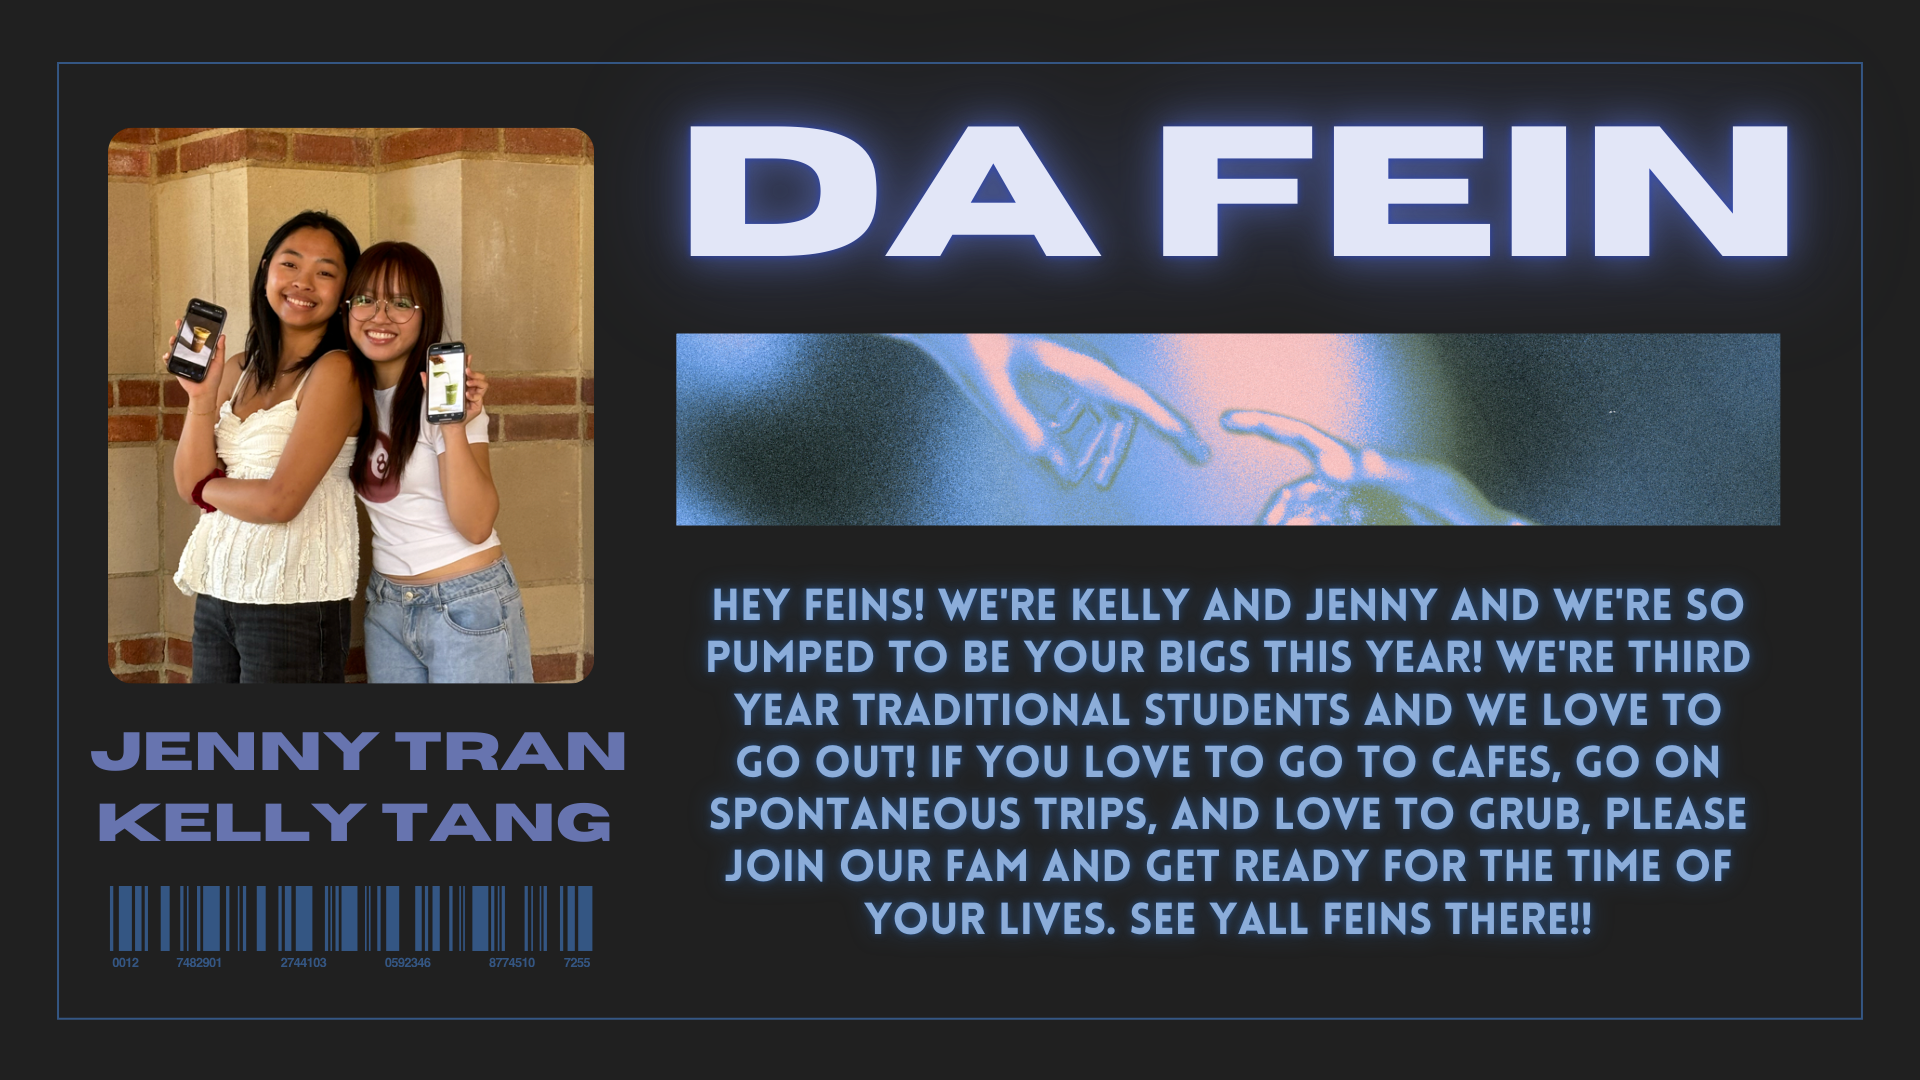 DA FEIN
HEY FEINS! WE'RE KELLY AND JENNY AND WE'RE SO
PUMPED TO BE YOUR BIGS THIS YEAR! WE'RE THIRD
YEAR TRADITIONAL STUDENTS AND WE LOVE TO
GO OUT! IF YOU LOVE TO GO TO CAFES, GO ON
SPONTANEOUS TRIPS, AND LOVE TO GRUB, PLEASE
JOIN OUR FAM AND GET READY FOR THE TIME OF
YOUR LIVES. SEE YALL FEINS THERE!!
8
JENNY TRAN
KELLY TANG
0012 7482901 2744103 0592346 8774510 7255